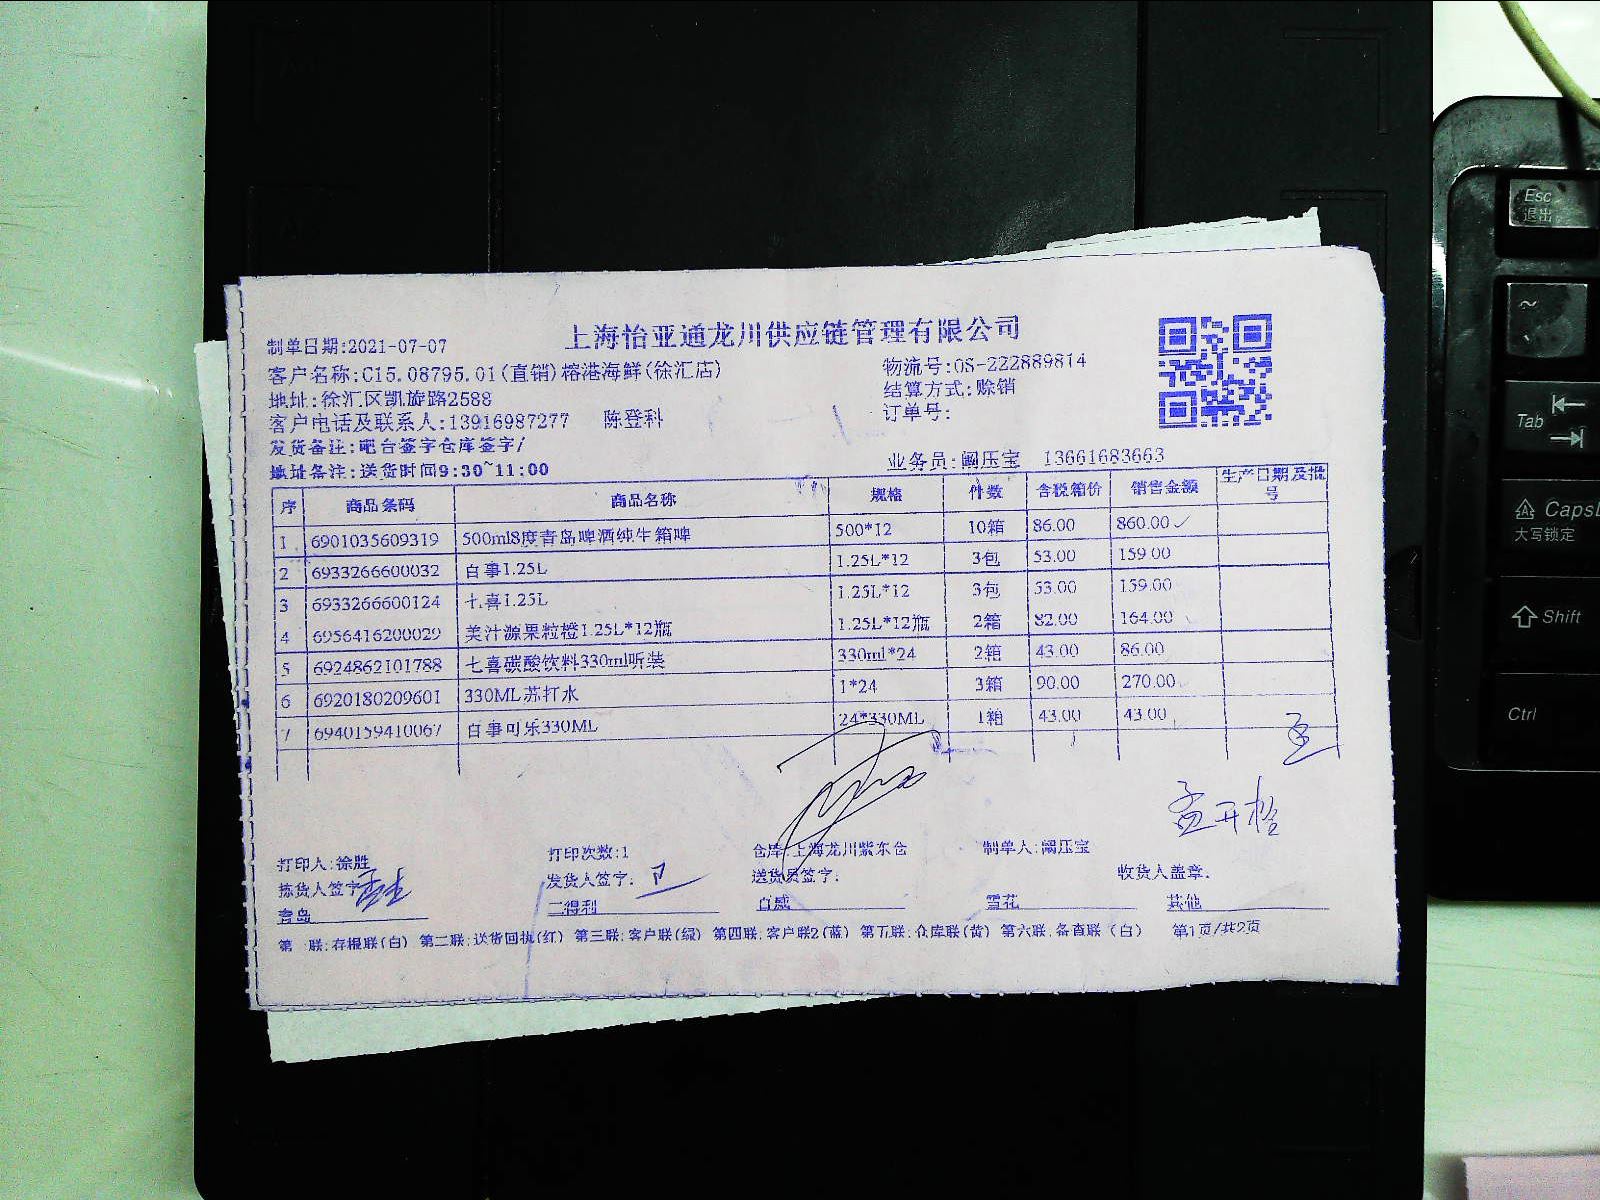 上海怡亚通龙川供应链管理有限公司
制单日期:2021-07-07
客户名称:C15.08795.01(直销)榕港海鲜(徐汇店) 物流号:OS-222889814
地址:徐汇区凯旋路2588 结算方式:赊销
客户电话及联系人:13916987277 陈登科 订单号:
发货备注:吧台签字仓库签字/
地址备注:送货时间9:30~11:00 业务员:阚压宝 13661683663
序 商品条码 商品名称 规格 件数 含税箱价 销售金额 生产日期及批号
1 6901035609319 500ml8度青岛啤酒纯生箱啤 500*12 10箱 86.00 860.00
2 6933266600032 百事1.25L 1.25L*12 3包 53.00 159.00
3 6933266600124 七喜1.25L 1.25L*12 3包 53.00 159.00
4 6956416200029 美汁源果粒橙1.25L*12瓶 1.25L*12瓶 2箱 82.00 164.00
5 6924862101788 七喜碳酸饮料330ml听装 330ml*24 2箱 43.00 86.00
6 6920180209601 330ML苏打水 1*24 3箱 90.00 270.00
7 6940159410067 百事可乐330ML 24*330ML 1箱 43.00 43.00
孟开
打印人:徐胜 打印次数:1 仓库:上海龙川紫东仓 制单人:阚压宝
拣货人签字 发货人签字: 送货员签字: 收货人盖章:
青岛 三得利 百威 雪花 其他
第一联:存根联(白) 第二联:送货回执(红) 第三联:客户联(绿) 第四联:客户联2(蓝) 第五联:仓库联(黄) 第六联:备查联(白) 第1页/共2页
Esc
退出
~
Tab
Caps
大写锁定
Shift
Ctrl